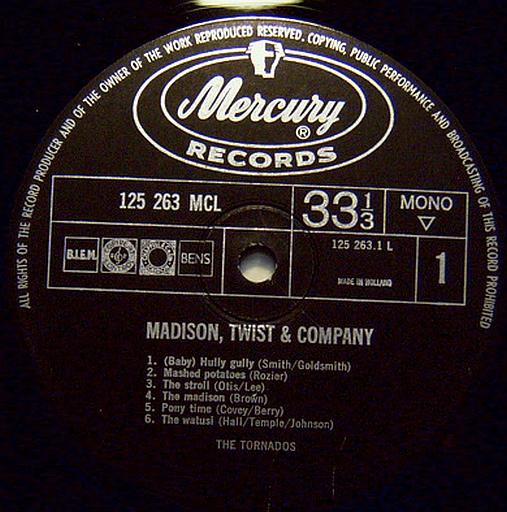 ALL RIGHTS OF THE RECORD PRODUCER AND OF THE OWNER OF THE WORK REPRODUCED RESERVED. COPYING, PUBLIC PERFORMANCE AND BROADCASTING OF THIS RECORD PROHIBITED
Mercury ®
RECORDS
125 263 MCL
33 1/3
MONO
B.I.E.M.
BENS
125 263.1 L
MADE IN HOLLAND
1
MADISON, TWIST & COMPANY
1. (Baby) Hully gully (Smith/Goldsmith)
2. Mashed potatoes (Rozier)
3. The stroll (Otis/Lee)
4. The madison (Brown)
5. Pony time (Covey/Berry)
6. The watusi (Hall/Temple/Johnson)
THE TORNADOS